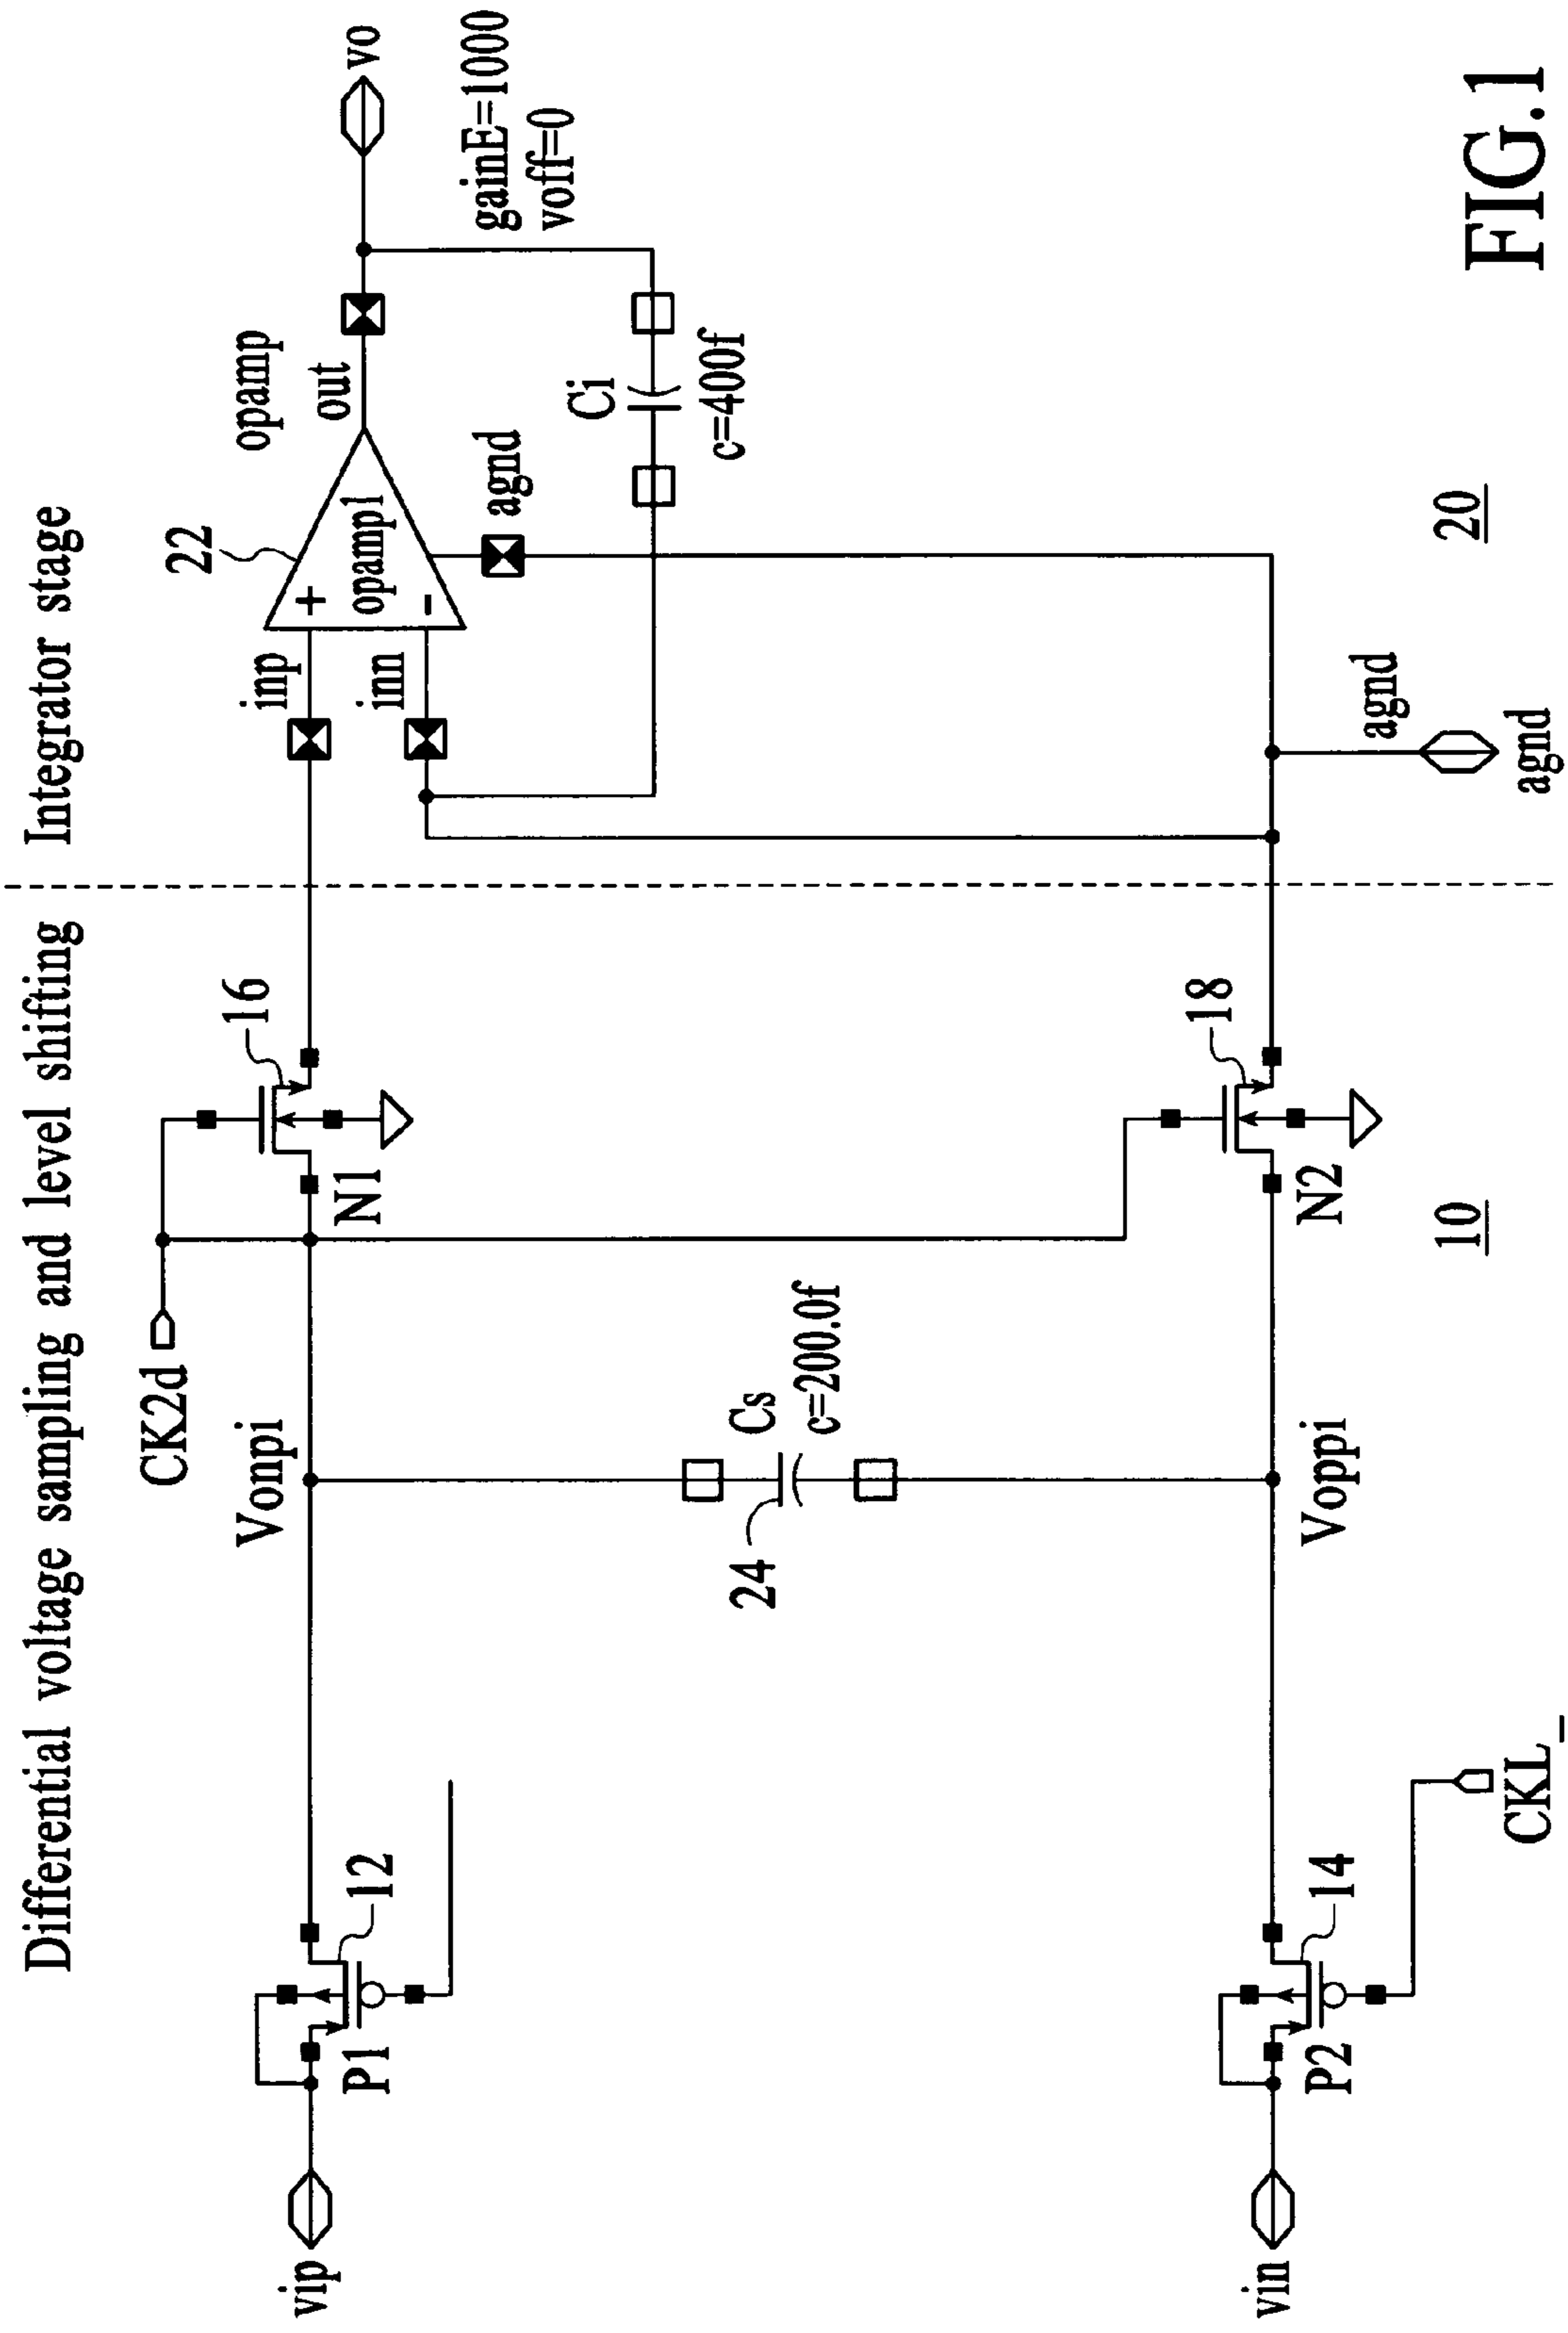 Differential voltage sampling and level shifting
Integrator stage
CK2d
16
22
opamp
out
vo
vip
P1
12
Vonpi
N1
inp
+
opamp1
inn
-
agnd
gainE=1000
voff=0
Ci
c=400f
24
Cs
c=200.0f
vin
P2
14
Voppi
18
N2
agnd
agnd
CKL_
10
20
FIG.1